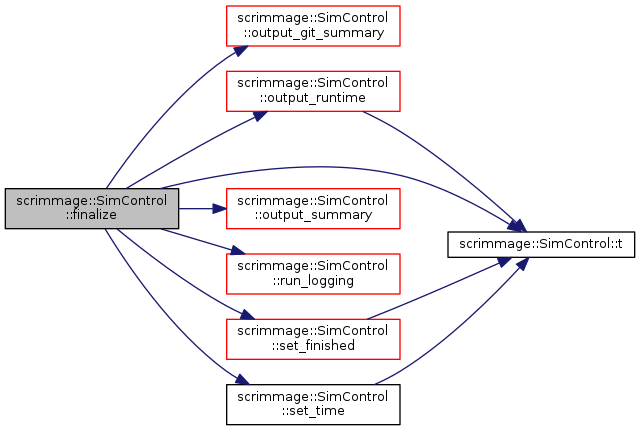 scrimmage::SimControl
::output_git_summary
scrimmage::SimControl
::output_runtime
scrimmage::SimControl
::finalize
scrimmage::SimControl
::output_summary
scrimmage::SimControl::t
scrimmage::SimControl
::run_logging
scrimmage::SimControl
::set_finished
scrimmage::SimControl
::set_time